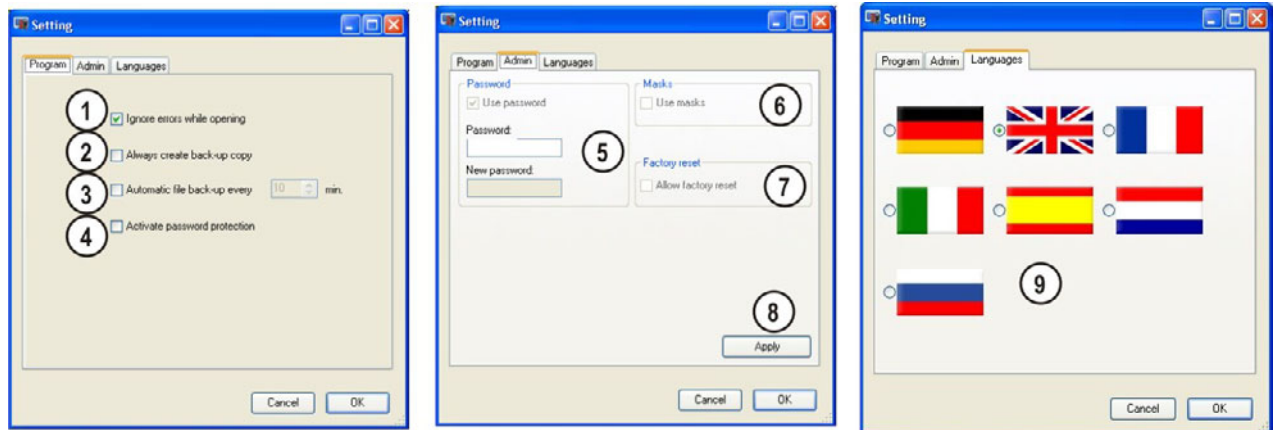 Setting
Program Admin Languages
1
Ignore errors while opening
2
Always create back-up copy
3
Automatic file back-up every 10 min.
4
Activate password protection
Cancel OK
Setting
Program Admin Languages
Password
Use password
Password:
New password:
5
Masks
Use masks
6
Factory reset
Allow factory reset
7
8
Apply
Cancel OK
Setting
Program Admin Languages
9
Cancel OK